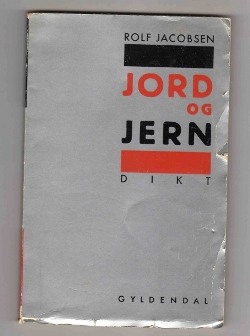 ROLF JACOBSEN
JORD
OG
JERN
DIKT
GYLDENDAL